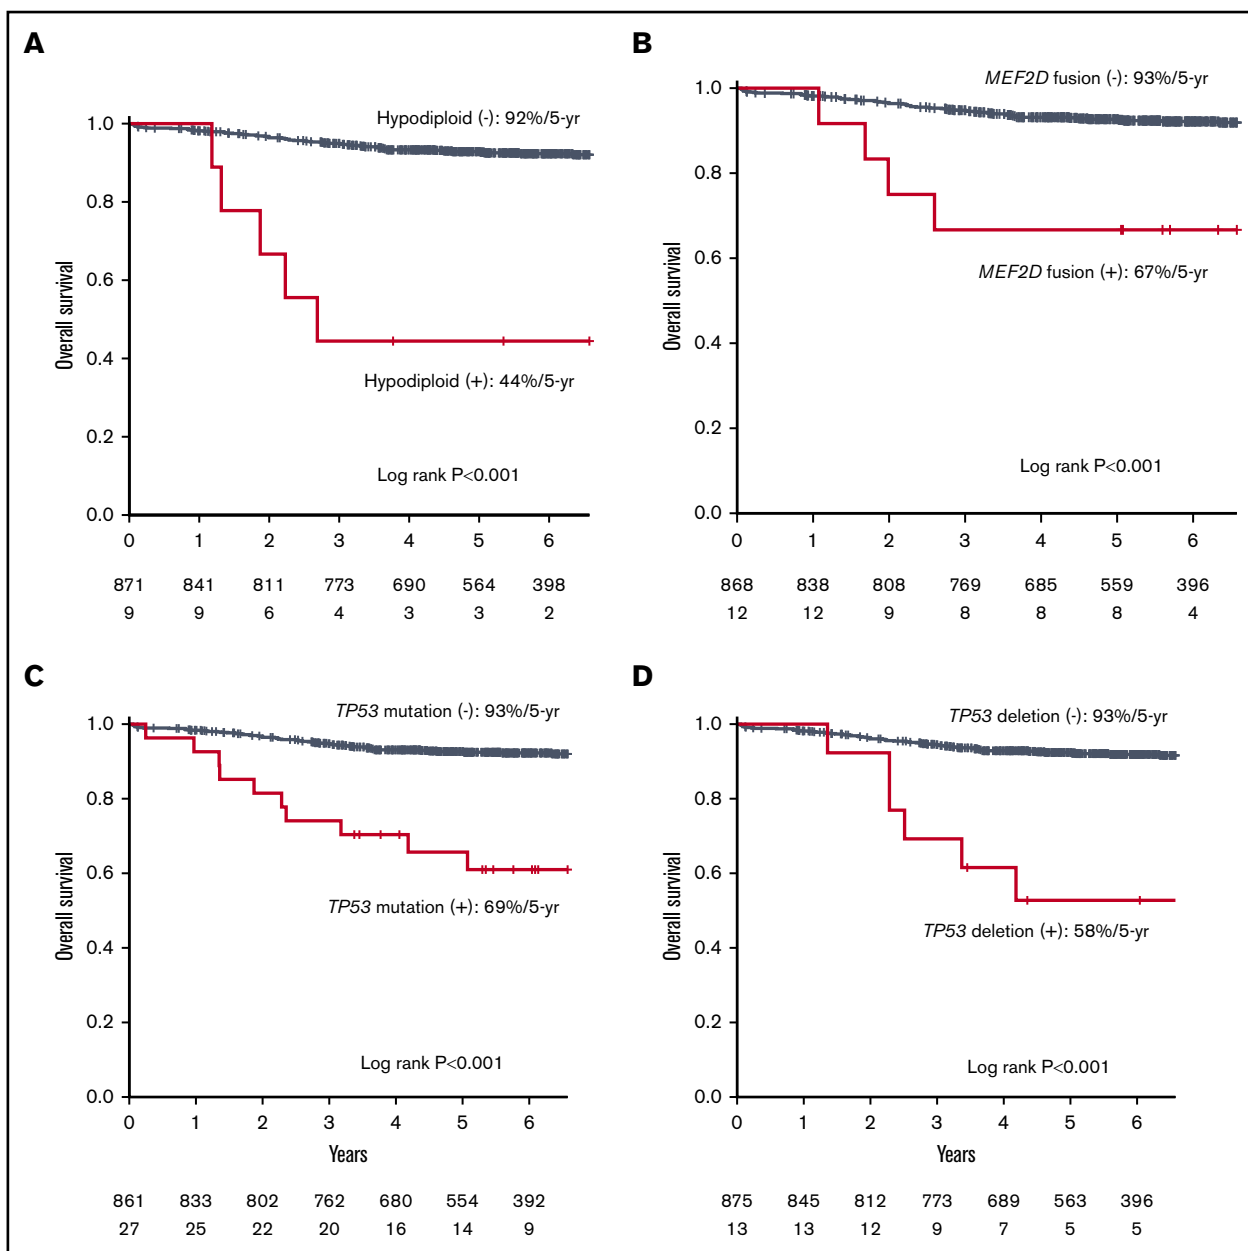 A
Hypodiploid (-): 92%/5-yr
1.0
0.8
0.6
0.4
0.2
0.0
Overall survival
Hypodiploid (+): 44%/5-yr
Log rank P<0.001
0 1 2 3 4 5 6
871 841 811 773 690 564 398
9 9 6 4 3 3 2
B
MEF2D fusion (-): 93%/5-yr
1.0
0.8
0.6
0.4
0.2
0.0
Overall survival
MEF2D fusion (+): 67%/5-yr
Log rank P<0.001
0 1 2 3 4 5 6
868 838 808 769 685 559 396
12 12 9 8 8 8 4
C
TP53 mutation (-): 93%/5-yr
1.0
0.8
0.6
0.4
0.2
0.0
Overall survival
TP53 mutation (+): 69%/5-yr
Log rank P<0.001
0 1 2 3 4 5 6
Years
861 833 802 762 680 554 392
27 25 22 20 16 14 9
D
TP53 deletion (-): 93%/5-yr
1.0
0.8
0.6
0.4
0.2
0.0
Overall survival
TP53 deletion (+): 58%/5-yr
Log rank P<0.001
0 1 2 3 4 5 6
Years
875 845 812 773 689 563 396
13 13 12 9 7 5 5